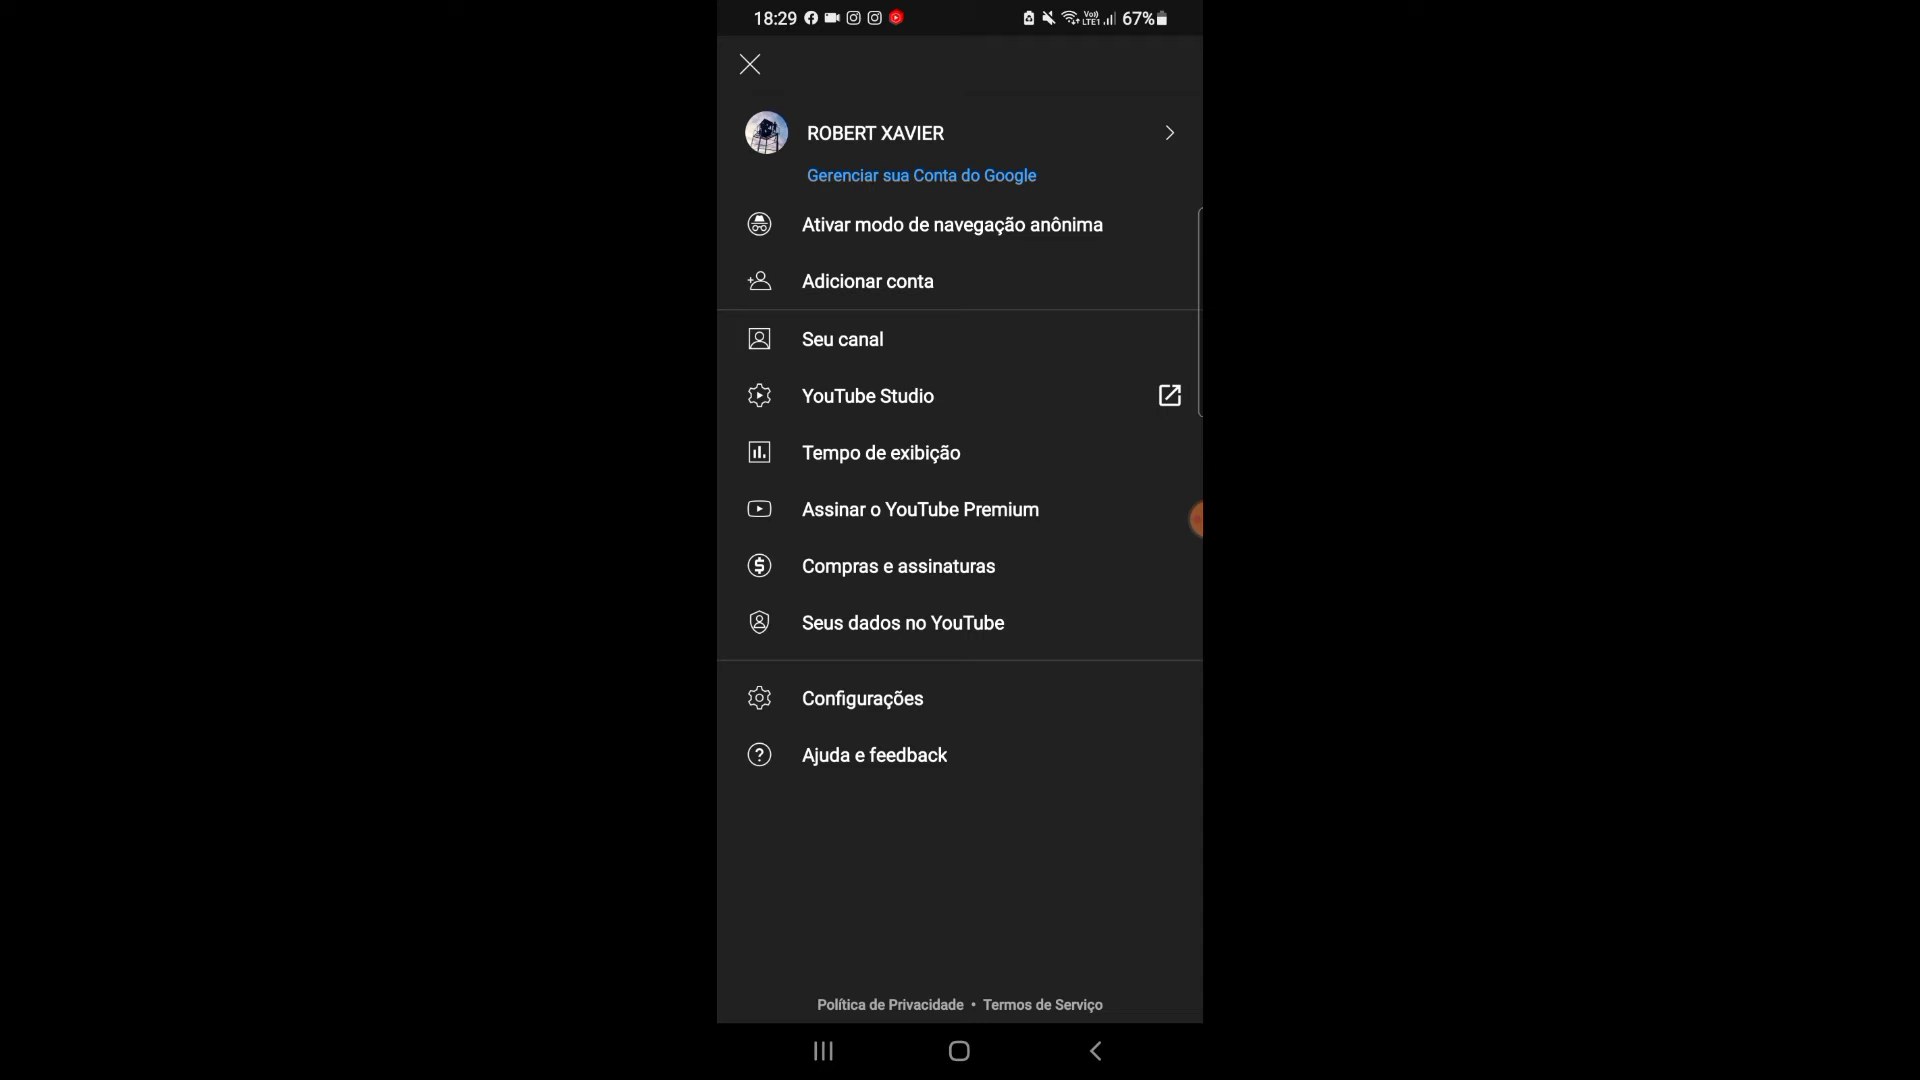 18:29 67%
ROBERT XAVIER
Gerenciar sua Conta do Google
Ativar modo de navegação anônima
Adicionar conta
Seu canal
YouTube Studio
Tempo de exibição
Assinar o YouTube Premium
Compras e assinaturas
Seus dados no YouTube
Configurações
Ajuda e feedback
Política de Privacidade • Termos de Serviço